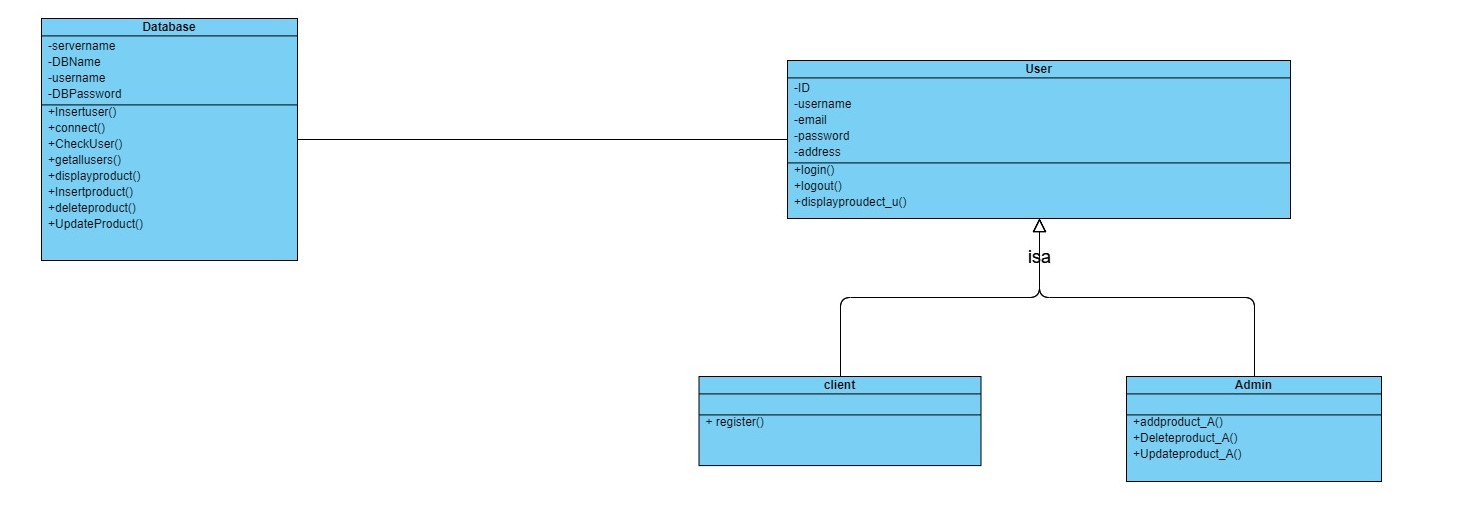 Database
-servername
-DBName
-username
-DBPassword
+Insertuser()
+connect()
+CheckUser()
+getallusers()
+displayproduct()
+Insertproduct()
+deleteproduct()
+UpdateProduct()
User
-ID
-username
-email
-password
-address
+login()
+logout()
+displayproudect_u()
isa
client
+ register()
Admin
+addproduct_A()
+Deleteproduct_A()
+Updateproduct_A()